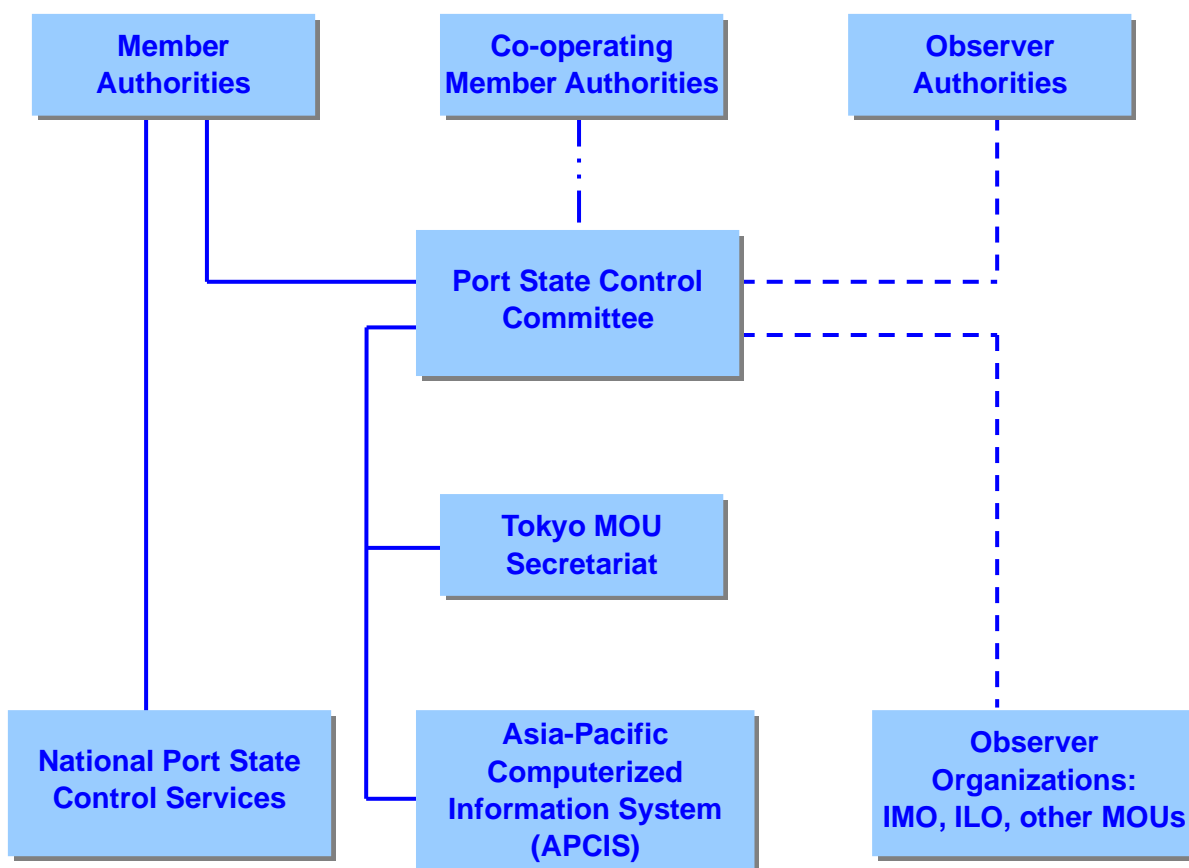 Member
Authorities
Co-operating
Member Authorities
Observer
Authorities
Port State Control
Committee
Tokyo MOU
Secretariat
National Port State
Control Services
Asia-Pacific
Computerized
Information System
(APCIS)
Observer
Organizations:
IMO, ILO, other MOUs